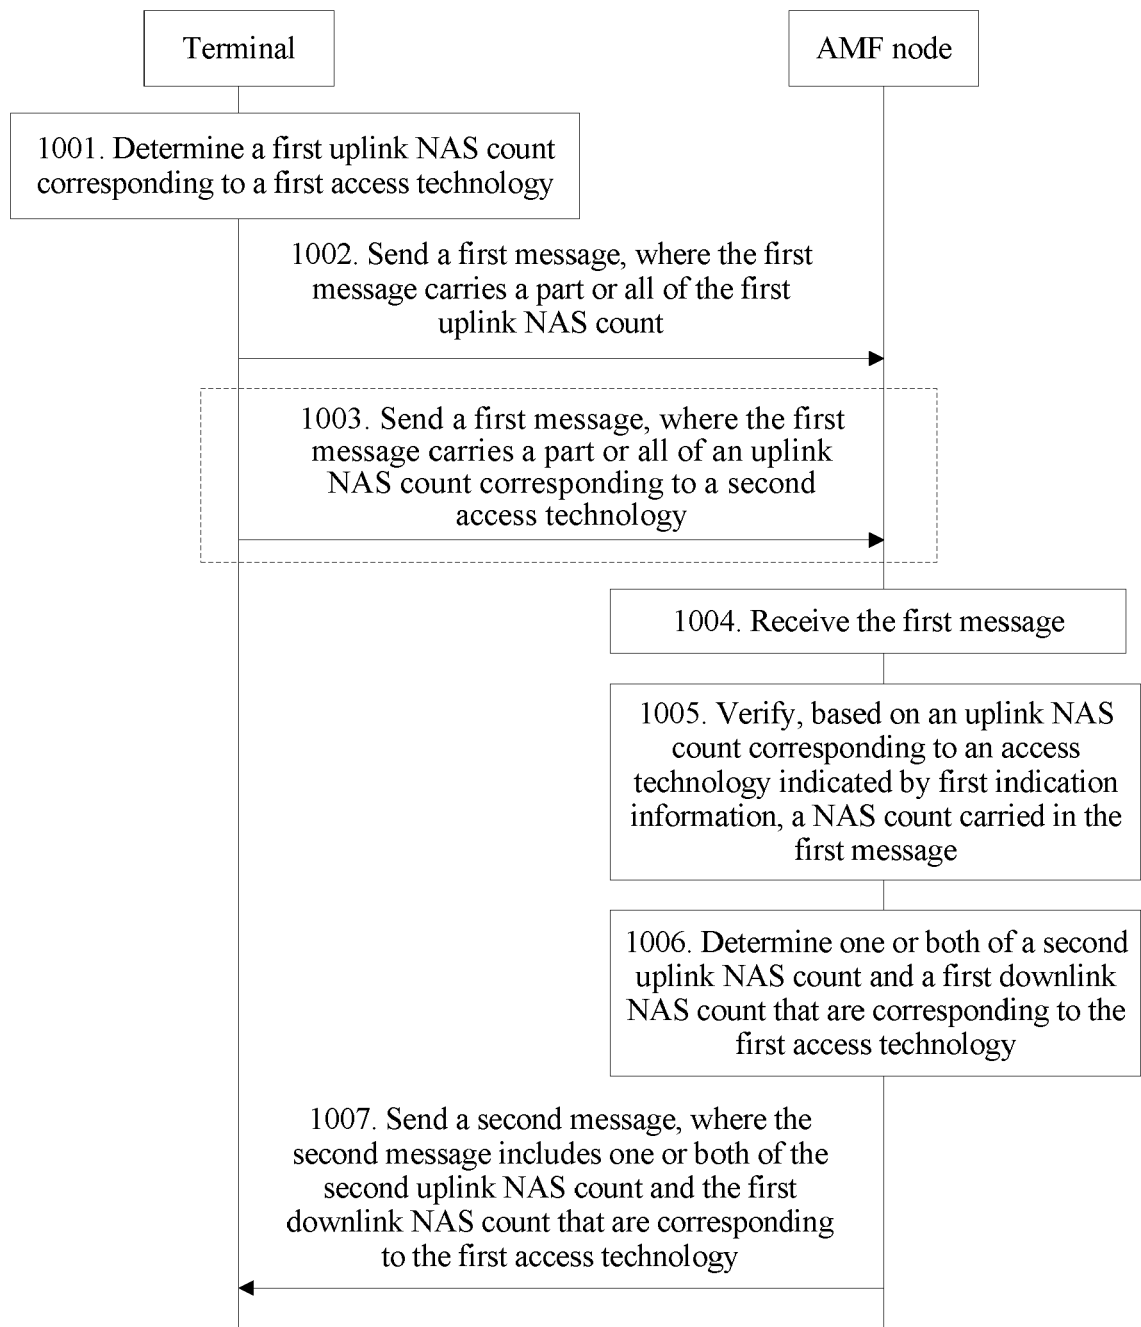 Terminal
AMF node
1001. Determine a first uplink NAS count
corresponding to a first access technology
1002. Send a first message, where the first
message carries a part or all of the first
uplink NAS count
1003. Send a first message, where the first
message carries a part or all of an uplink
NAS count corresponding to a second
access technology
1004. Receive the first message
1005. Verify, based on an uplink NAS
count corresponding to an access
technology indicated by first indication
information, a NAS count carried in the
first message
1006. Determine one or both of a second
uplink NAS count and a first downlink
NAS count that are corresponding to the
first access technology
1007. Send a second message, where the
second message includes one or both of the
second uplink NAS count and the first
downlink NAS count that are corresponding
to the first access technology